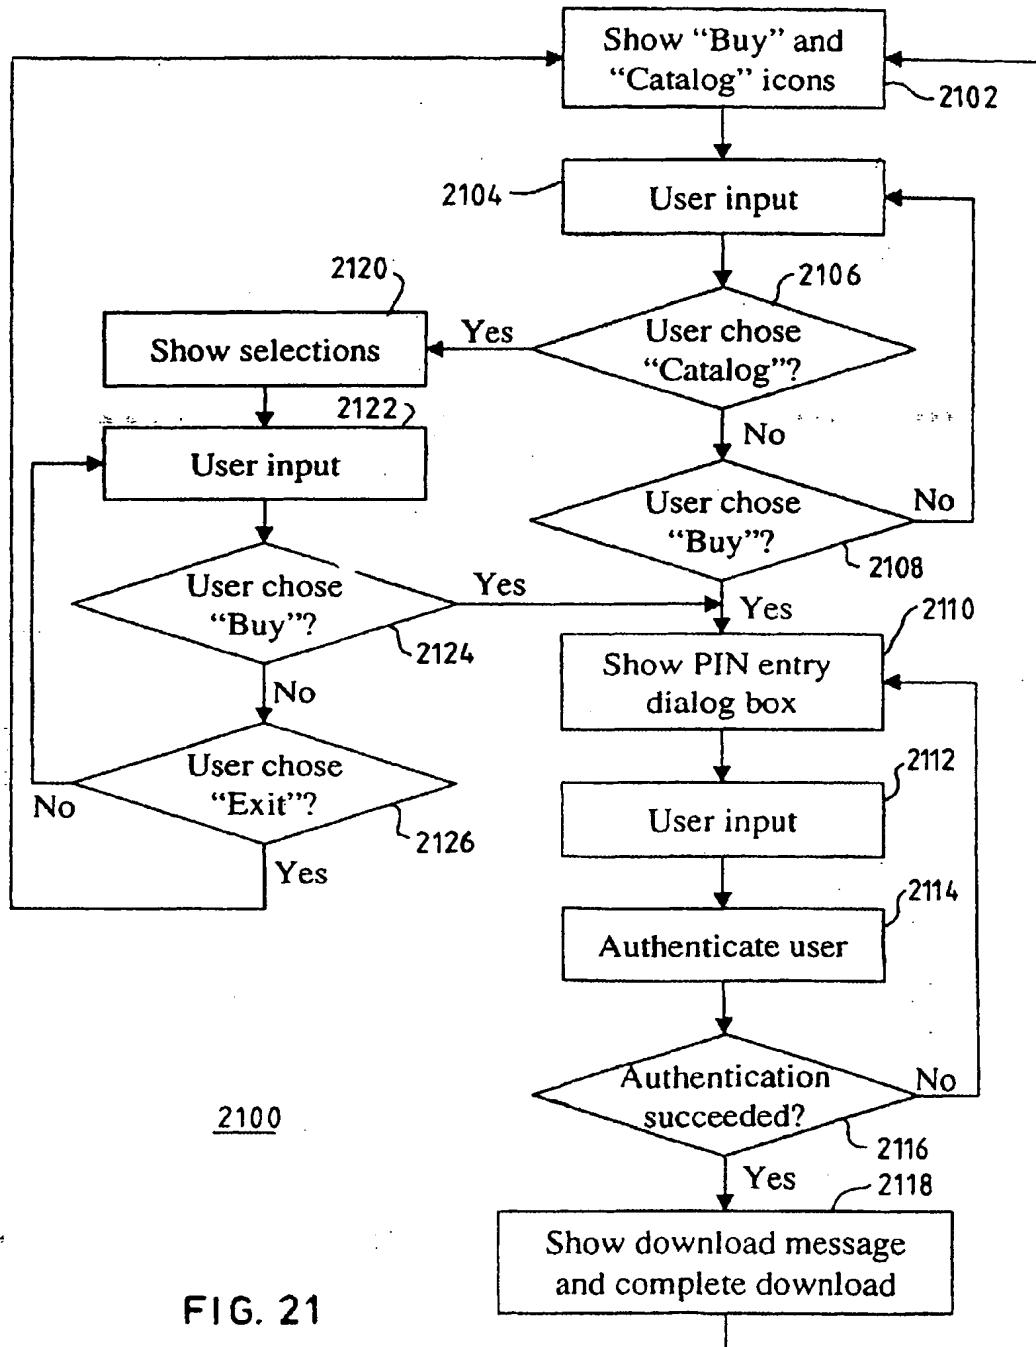 Show “Buy” and
“Catalog” icons
2102
2104
User input
2106
User chose
“Catalog”?
Yes
No
2120
Show selections
2122
User input
User chose
“Buy”?
No
2108
User chose
“Buy”?
Yes
2124
Yes
2110
Show PIN entry
dialog box
No
User chose
“Exit”?
No
2126
Yes
2112
User input
2114
Authenticate user
Authentication
succeeded?
No
2116
Yes
2100
2118
Show download message
and complete download
FIG. 21